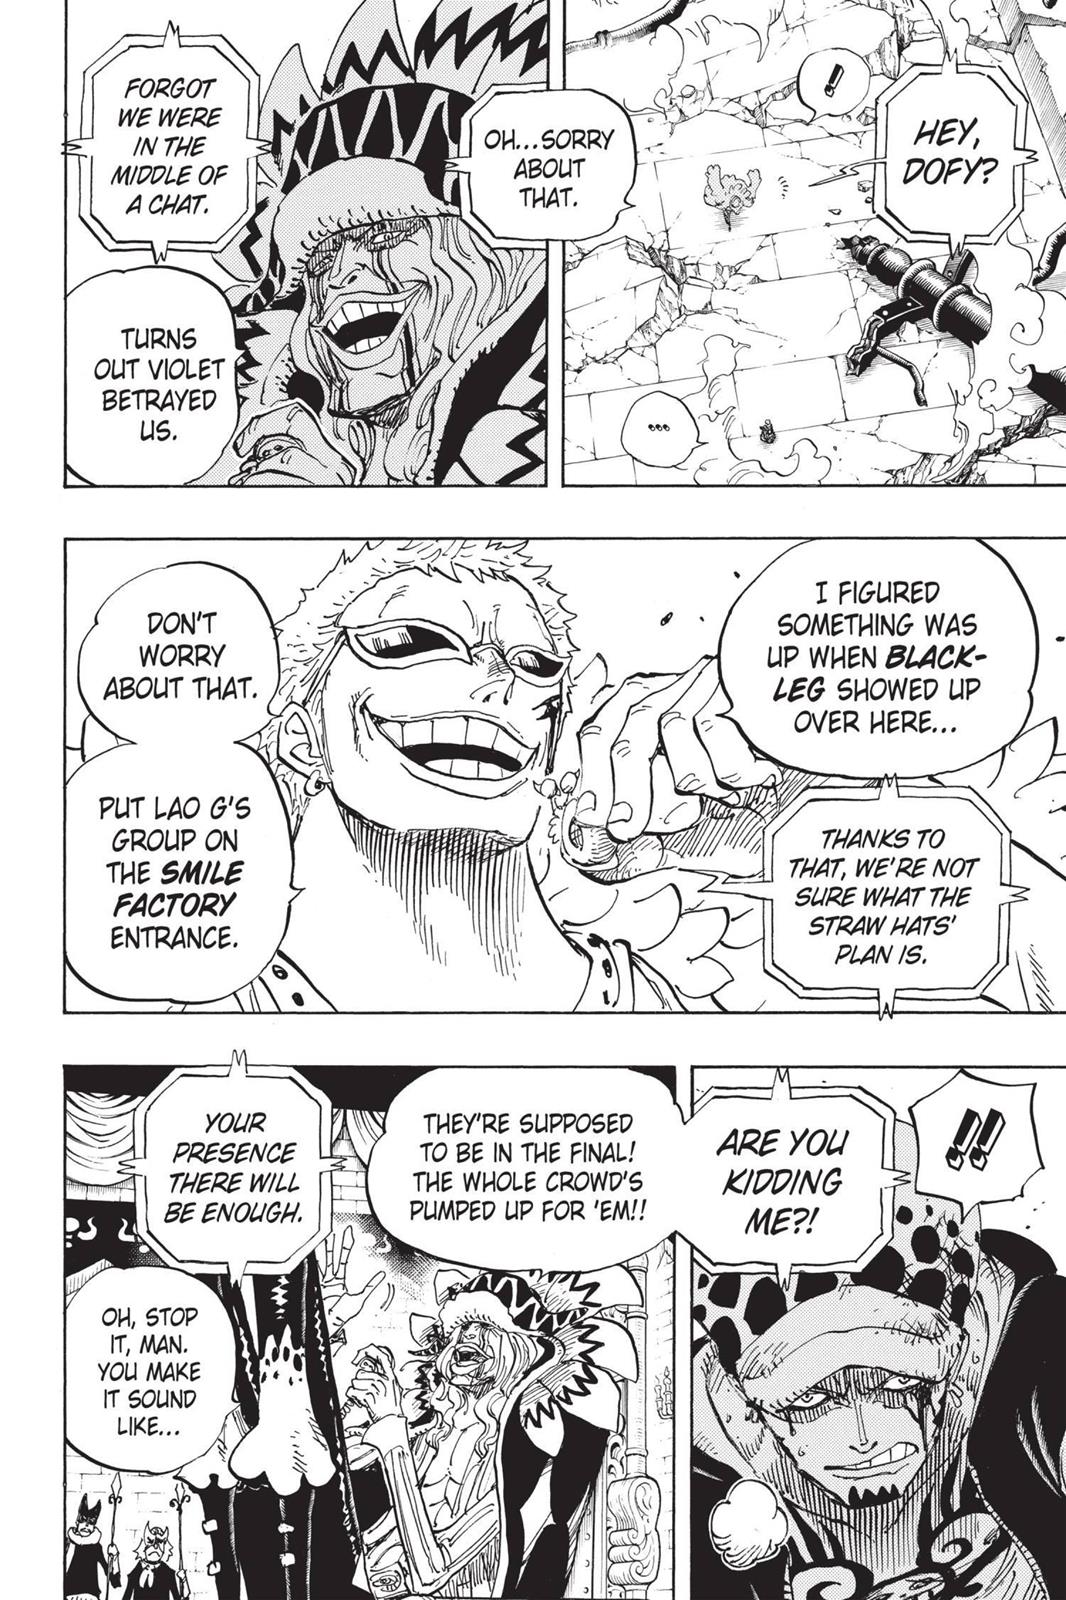 HEY,
DOFY?
!!
...
OH...SORRY
ABOUT
THAT.
FORGOT
WE WERE
IN THE
MIDDLE OF
A CHAT.
TURNS
OUT VIOLET
BETRAYED
US.
I FIGURED
SOMETHING WAS
UP WHEN BLACK-
LEG SHOWED UP
OVER HERE...
THANKS TO
THAT, WE'RE NOT
SURE WHAT THE
STRAW HATS'
PLAN IS.
DON'T
WORRY
ABOUT THAT.
PUT LAO G'S
GROUP ON
THE SMILE
FACTORY
ENTRANCE.
!!
ARE YOU
KIDDING
ME?!
THEY'RE SUPPOSED
TO BE IN THE FINAL!
THE WHOLE CROWD'S
PUMPED UP FOR 'EM!!
YOUR
PRESENCE
THERE WILL
BE ENOUGH.
OH, STOP
IT, MAN.
YOU MAKE
IT SOUND
LIKE...